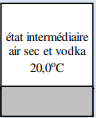 état intermédiaire
air sec et vodka
20,0°C